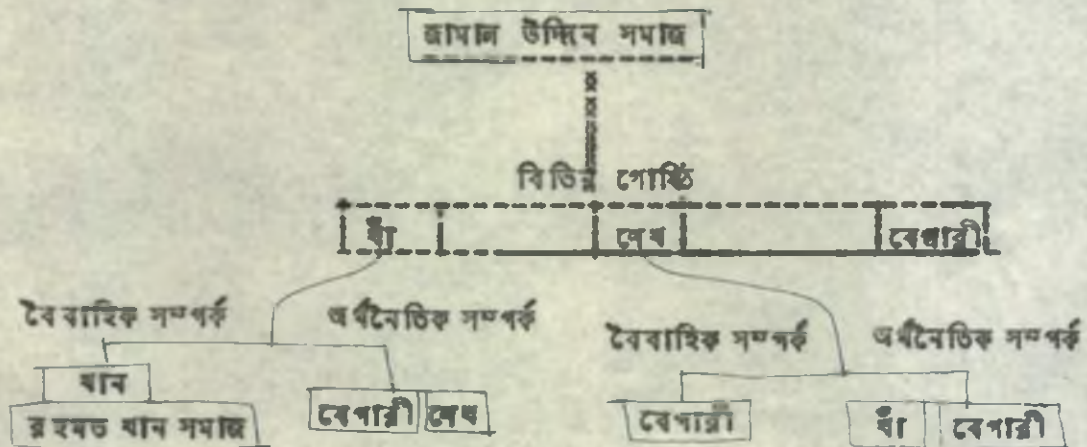 জামাল উদ্দিন সমাজ
বিভিন্ন গোষ্ঠি
খাঁ শেখ বেপারী
বৈবাহিক সম্পর্ক অর্থনৈতিক সম্পর্ক বৈবাহিক সম্পর্ক অর্থনৈতিক সম্পর্ক
খান
রহমত খান সমাজ বেপারী শেখ বেপারী খাঁ বেপারী